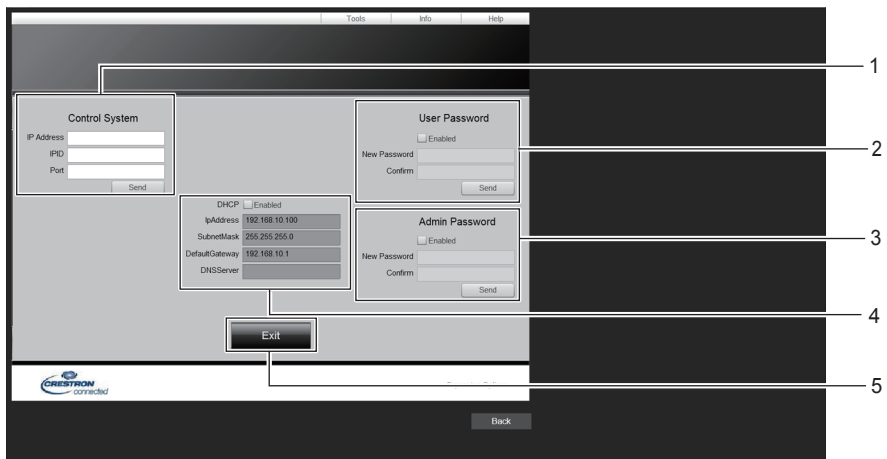 Tools Info Help
1
Control System
IP Address
IPID
Port
Send
User Password
Enabled
New Password
Confirm
Send
2
DHCP Enabled
IpAddress 192.168.10.100
SubnetMask 255.255.255.0
DefaultGateway 192.168.10.1
DNSServer
Admin Password
Enabled
New Password
Confirm
Send
3
4
Exit
5
CRESTRON
connected
Back